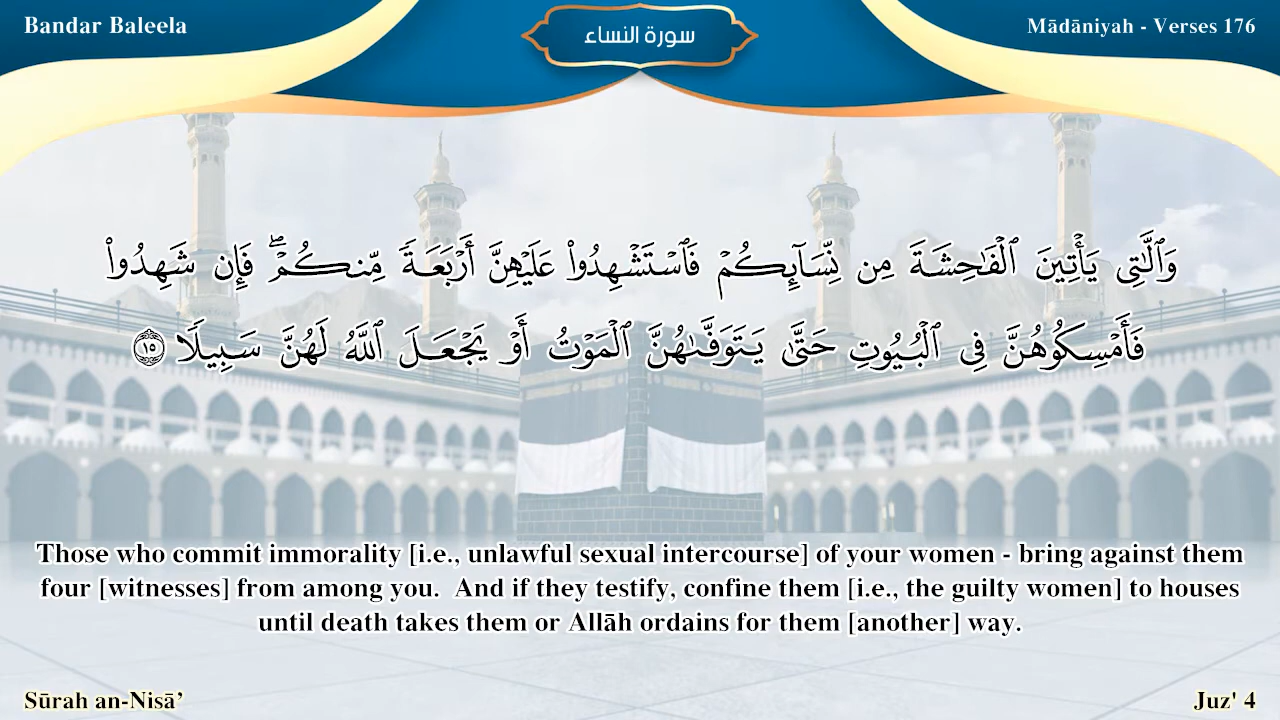 Bandar Baleela
سورة النساء
Mādāniyah - Verses 176
وَٱلَّٰتِى يَأْتِينَ ٱلْفَٰحِشَةَ مِن نِّسَآئِكُمْ فَٱسْتَشْهِدُوا۟ عَلَيْهِنَّ أَرْبَعَةً مِّنكُمْ ۖ فَإِن شَهِدُوا۟
فَأَمْسِكُوهُنَّ فِى ٱلْبُيُوتِ حَتَّىٰ يَتَوَفَّىٰهُنَّ ٱلْمَوْتُ أَوْ يَجْعَلَ ٱللَّهُ لَهُنَّ سَبِيلًا ١٥
Those who commit immorality [i.e., unlawful sexual intercourse] of your women - bring against them
four [witnesses] from among you.  And if they testify, confine them [i.e., the guilty women] to houses
until death takes them or Allāh ordains for them [another] way.
Sūrah an-Nisā’
Juz' 4